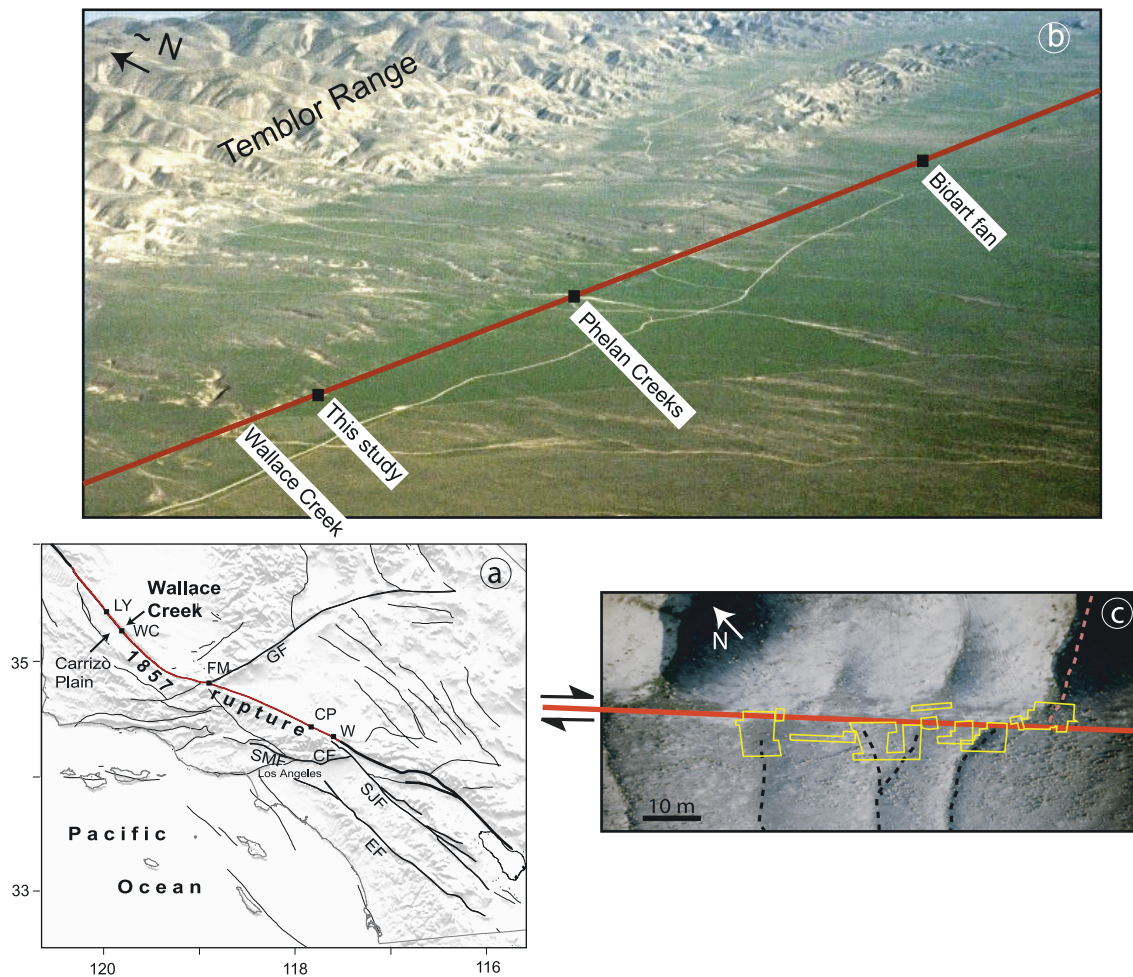 b
~ N
Temblor Range
Bidart fan
Phelan Creeks
This study
Wallace Creek
a
LY
Wallace
Creek
WC
Carrizo
Plain
1857
rupture
FM
GF
CP
W
SMF
CF
Los Angeles
SJF
EF
Pacific
Ocean
35
33
120
118
116
c
N
10 m